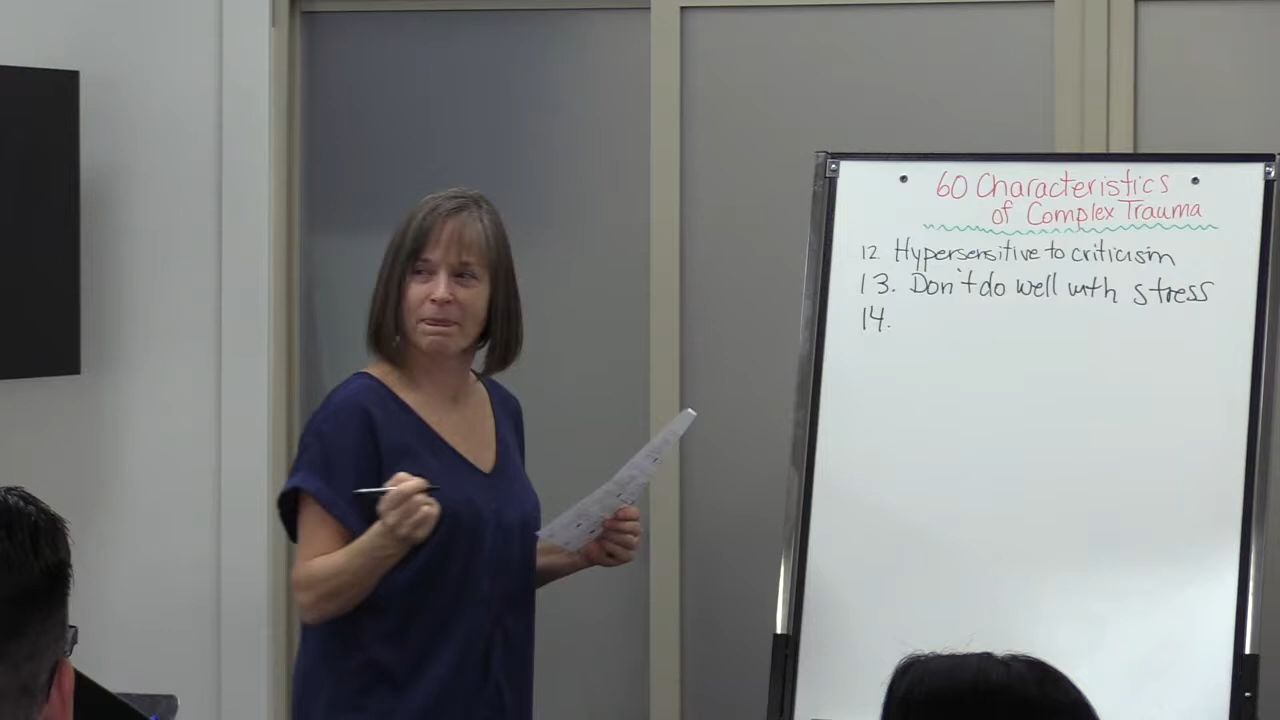 60 Characteristics
of Complex Trauma
12 Hypersensitive to criticism
13. Don't do well with stress
14.